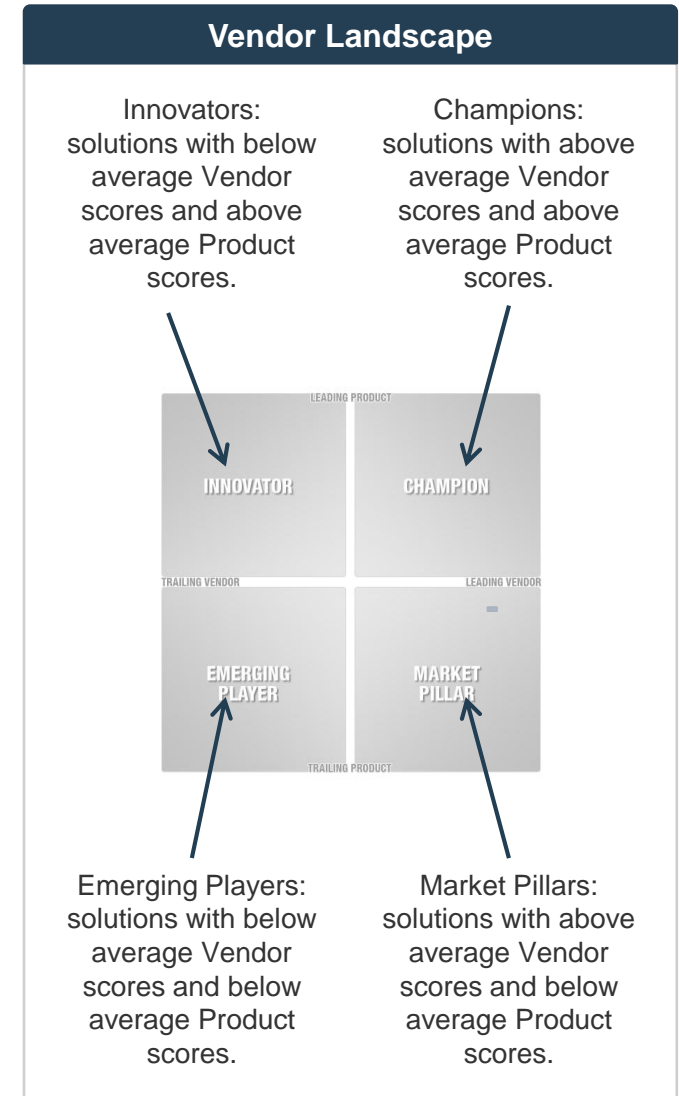 Vendor Landscape
Innovators:
solutions with below
average Vendor
scores and above
average Product
scores.
Champions:
solutions with above
average Vendor
scores and above
average Product
scores.
LEADING PRODUCT
INNOVATOR
CHAMPION
TRAILING VENDOR
LEADING VENDOR
EMERGING
PLAYER
MARKET
PILLAR
TRAILING PRODUCT
Emerging Players:
solutions with below
average Vendor
scores and below
average Product
scores.
Market Pillars:
solutions with above
average Vendor
scores and below
average Product
scores.